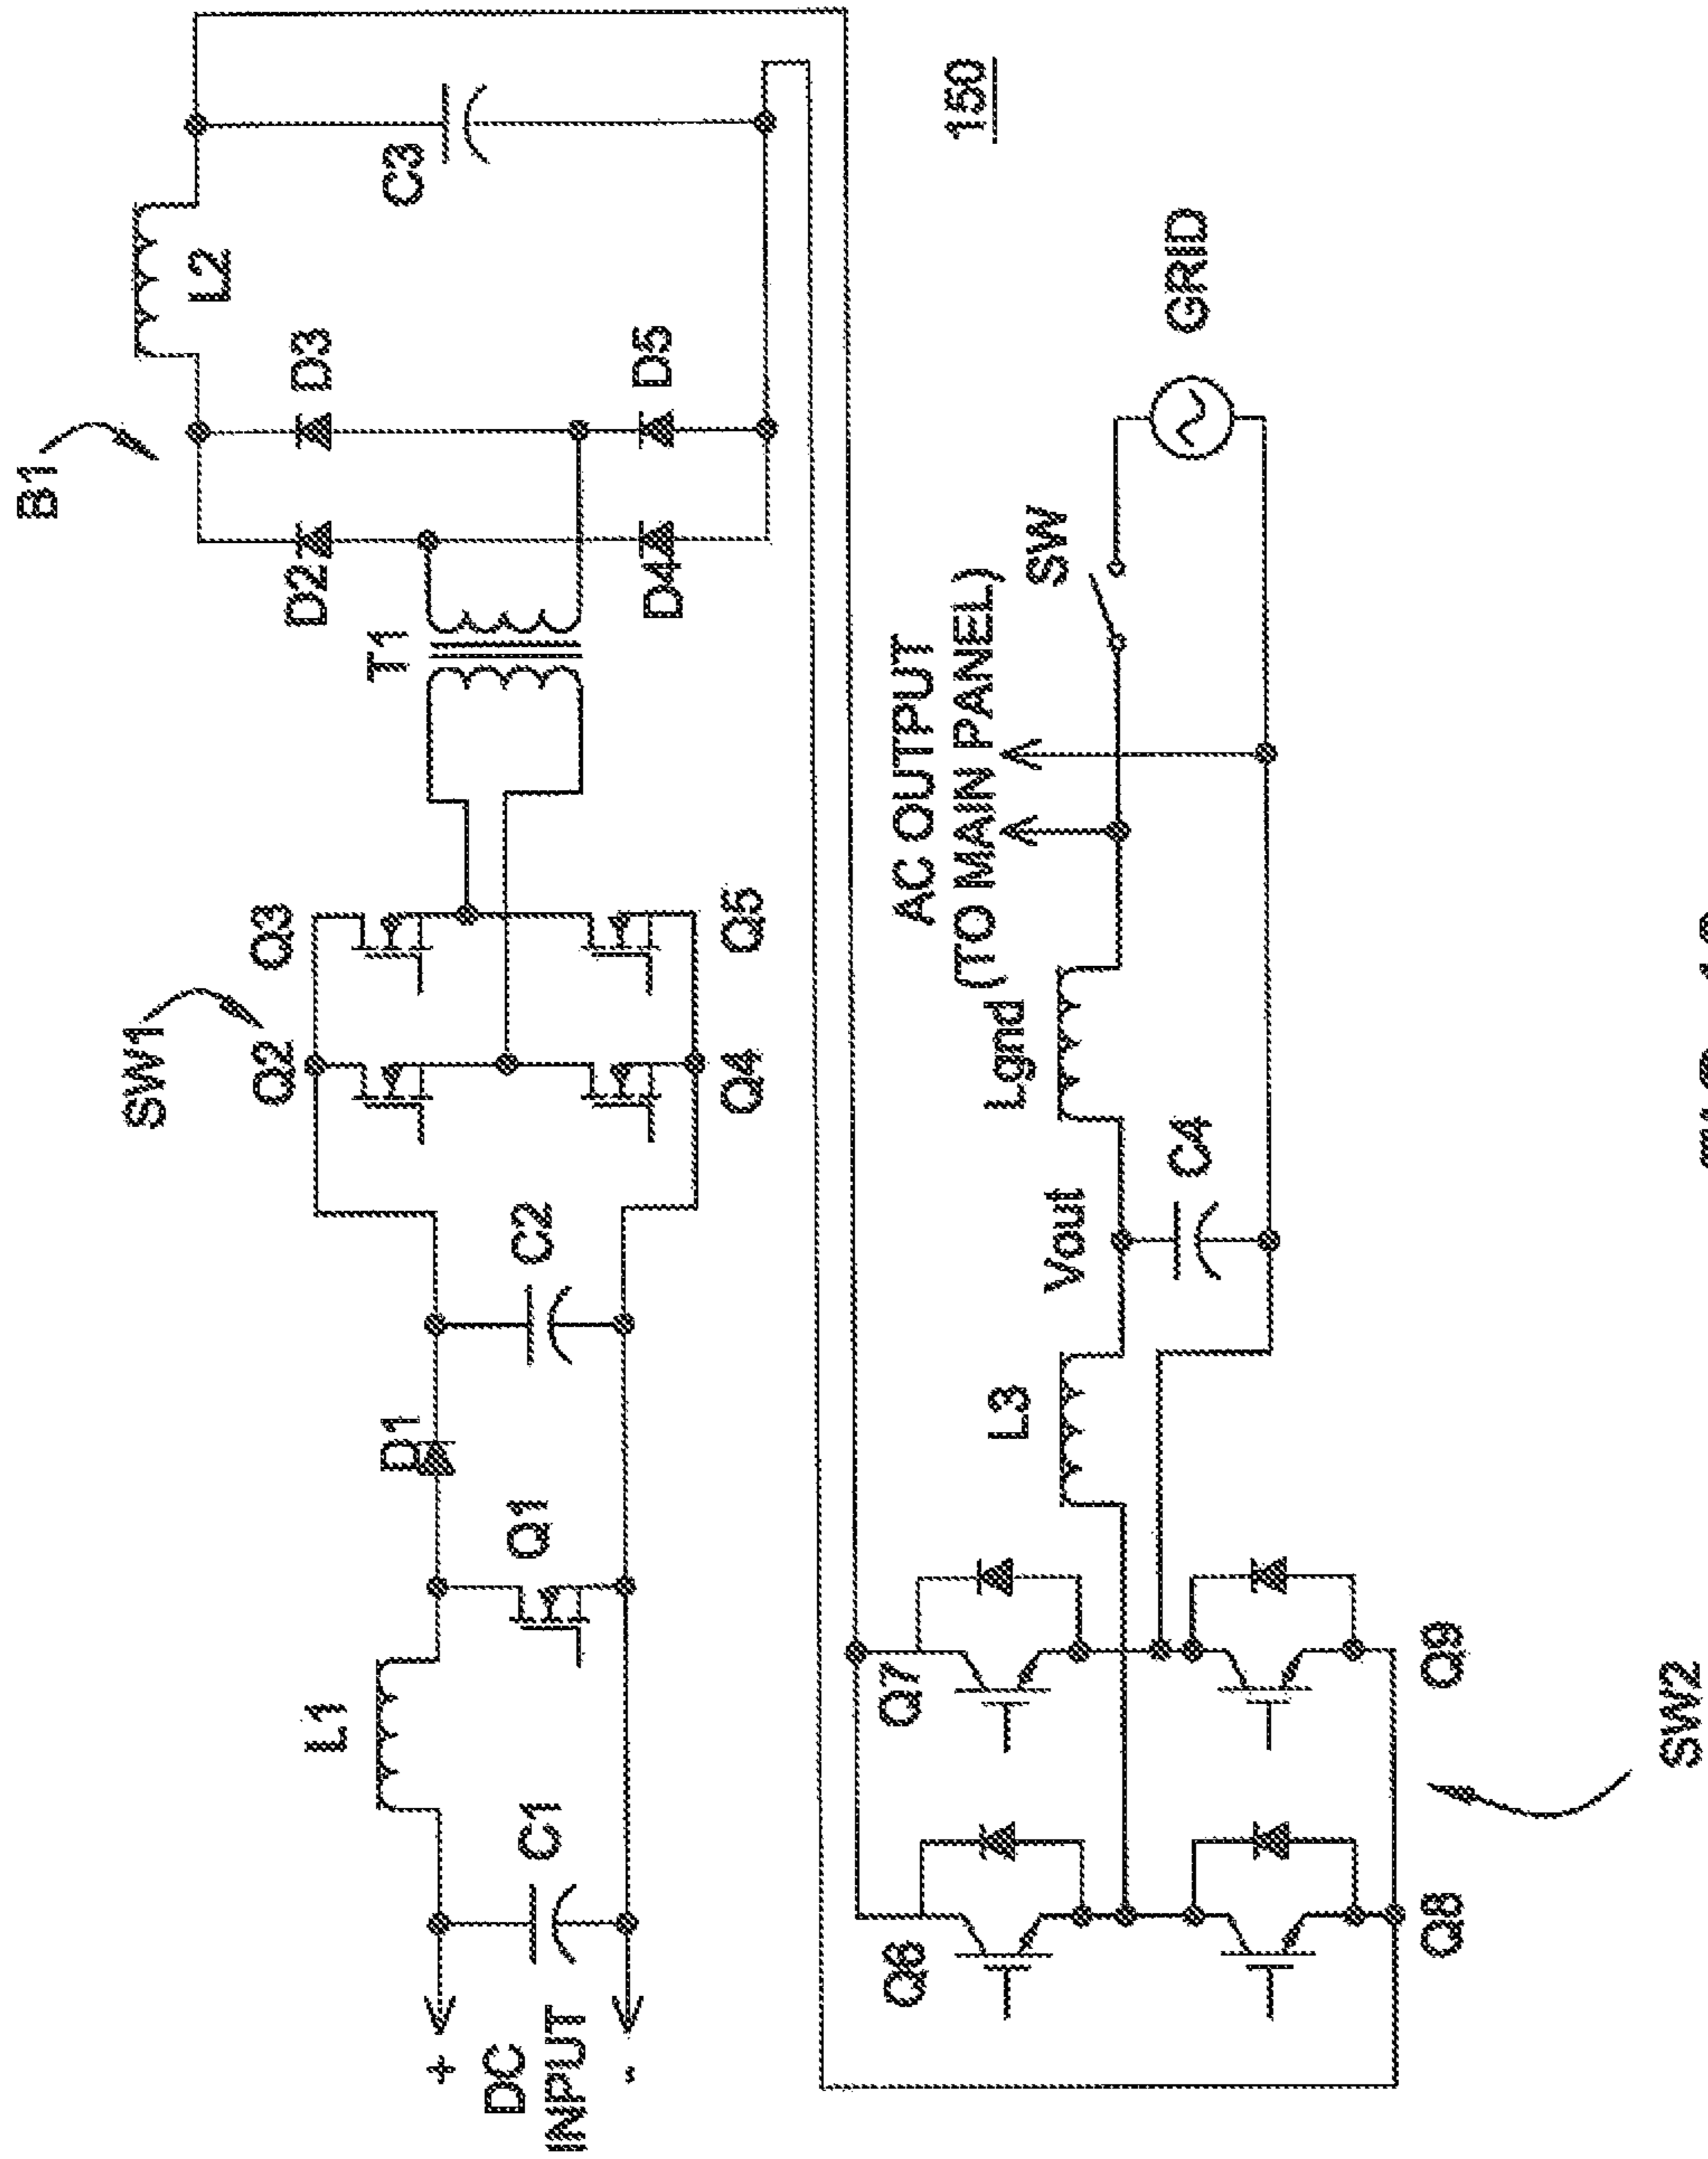 SW1
B1
Q2
Q3
T1
D2
D3
L2
L1
D1
C1
Q1
C2
C3
+
DC
INPUT
-
Q4
Q5
D4
D5
150
Q6
Q7
AC OUTPUT
(TO MAIN PANEL)
L3
Vout
Lgnd
SW
C4
GRID
Q8
Q9
SW2